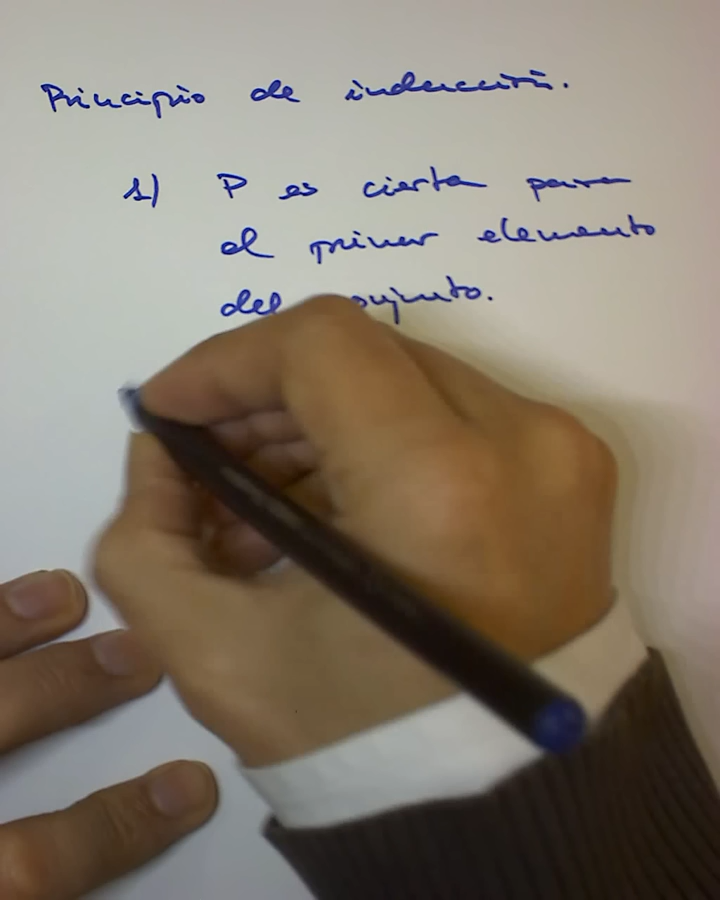 Principio de inducción.
1) P es cierta para
el primer elemento
del conjunto.